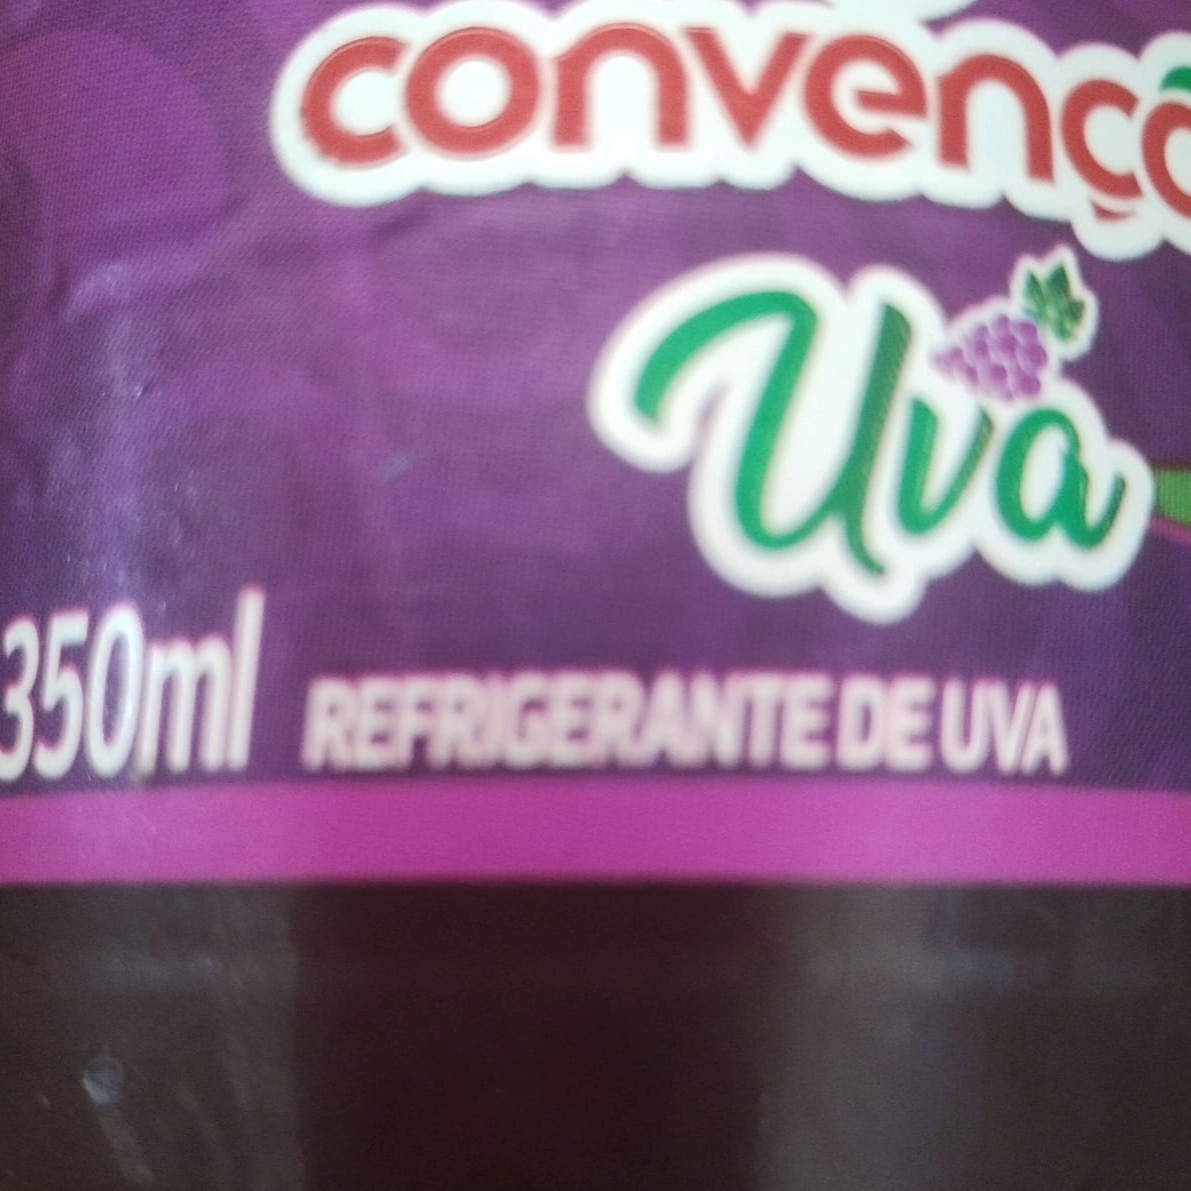 convençã
Uva
350ml REFRIGERANTE DE UVA